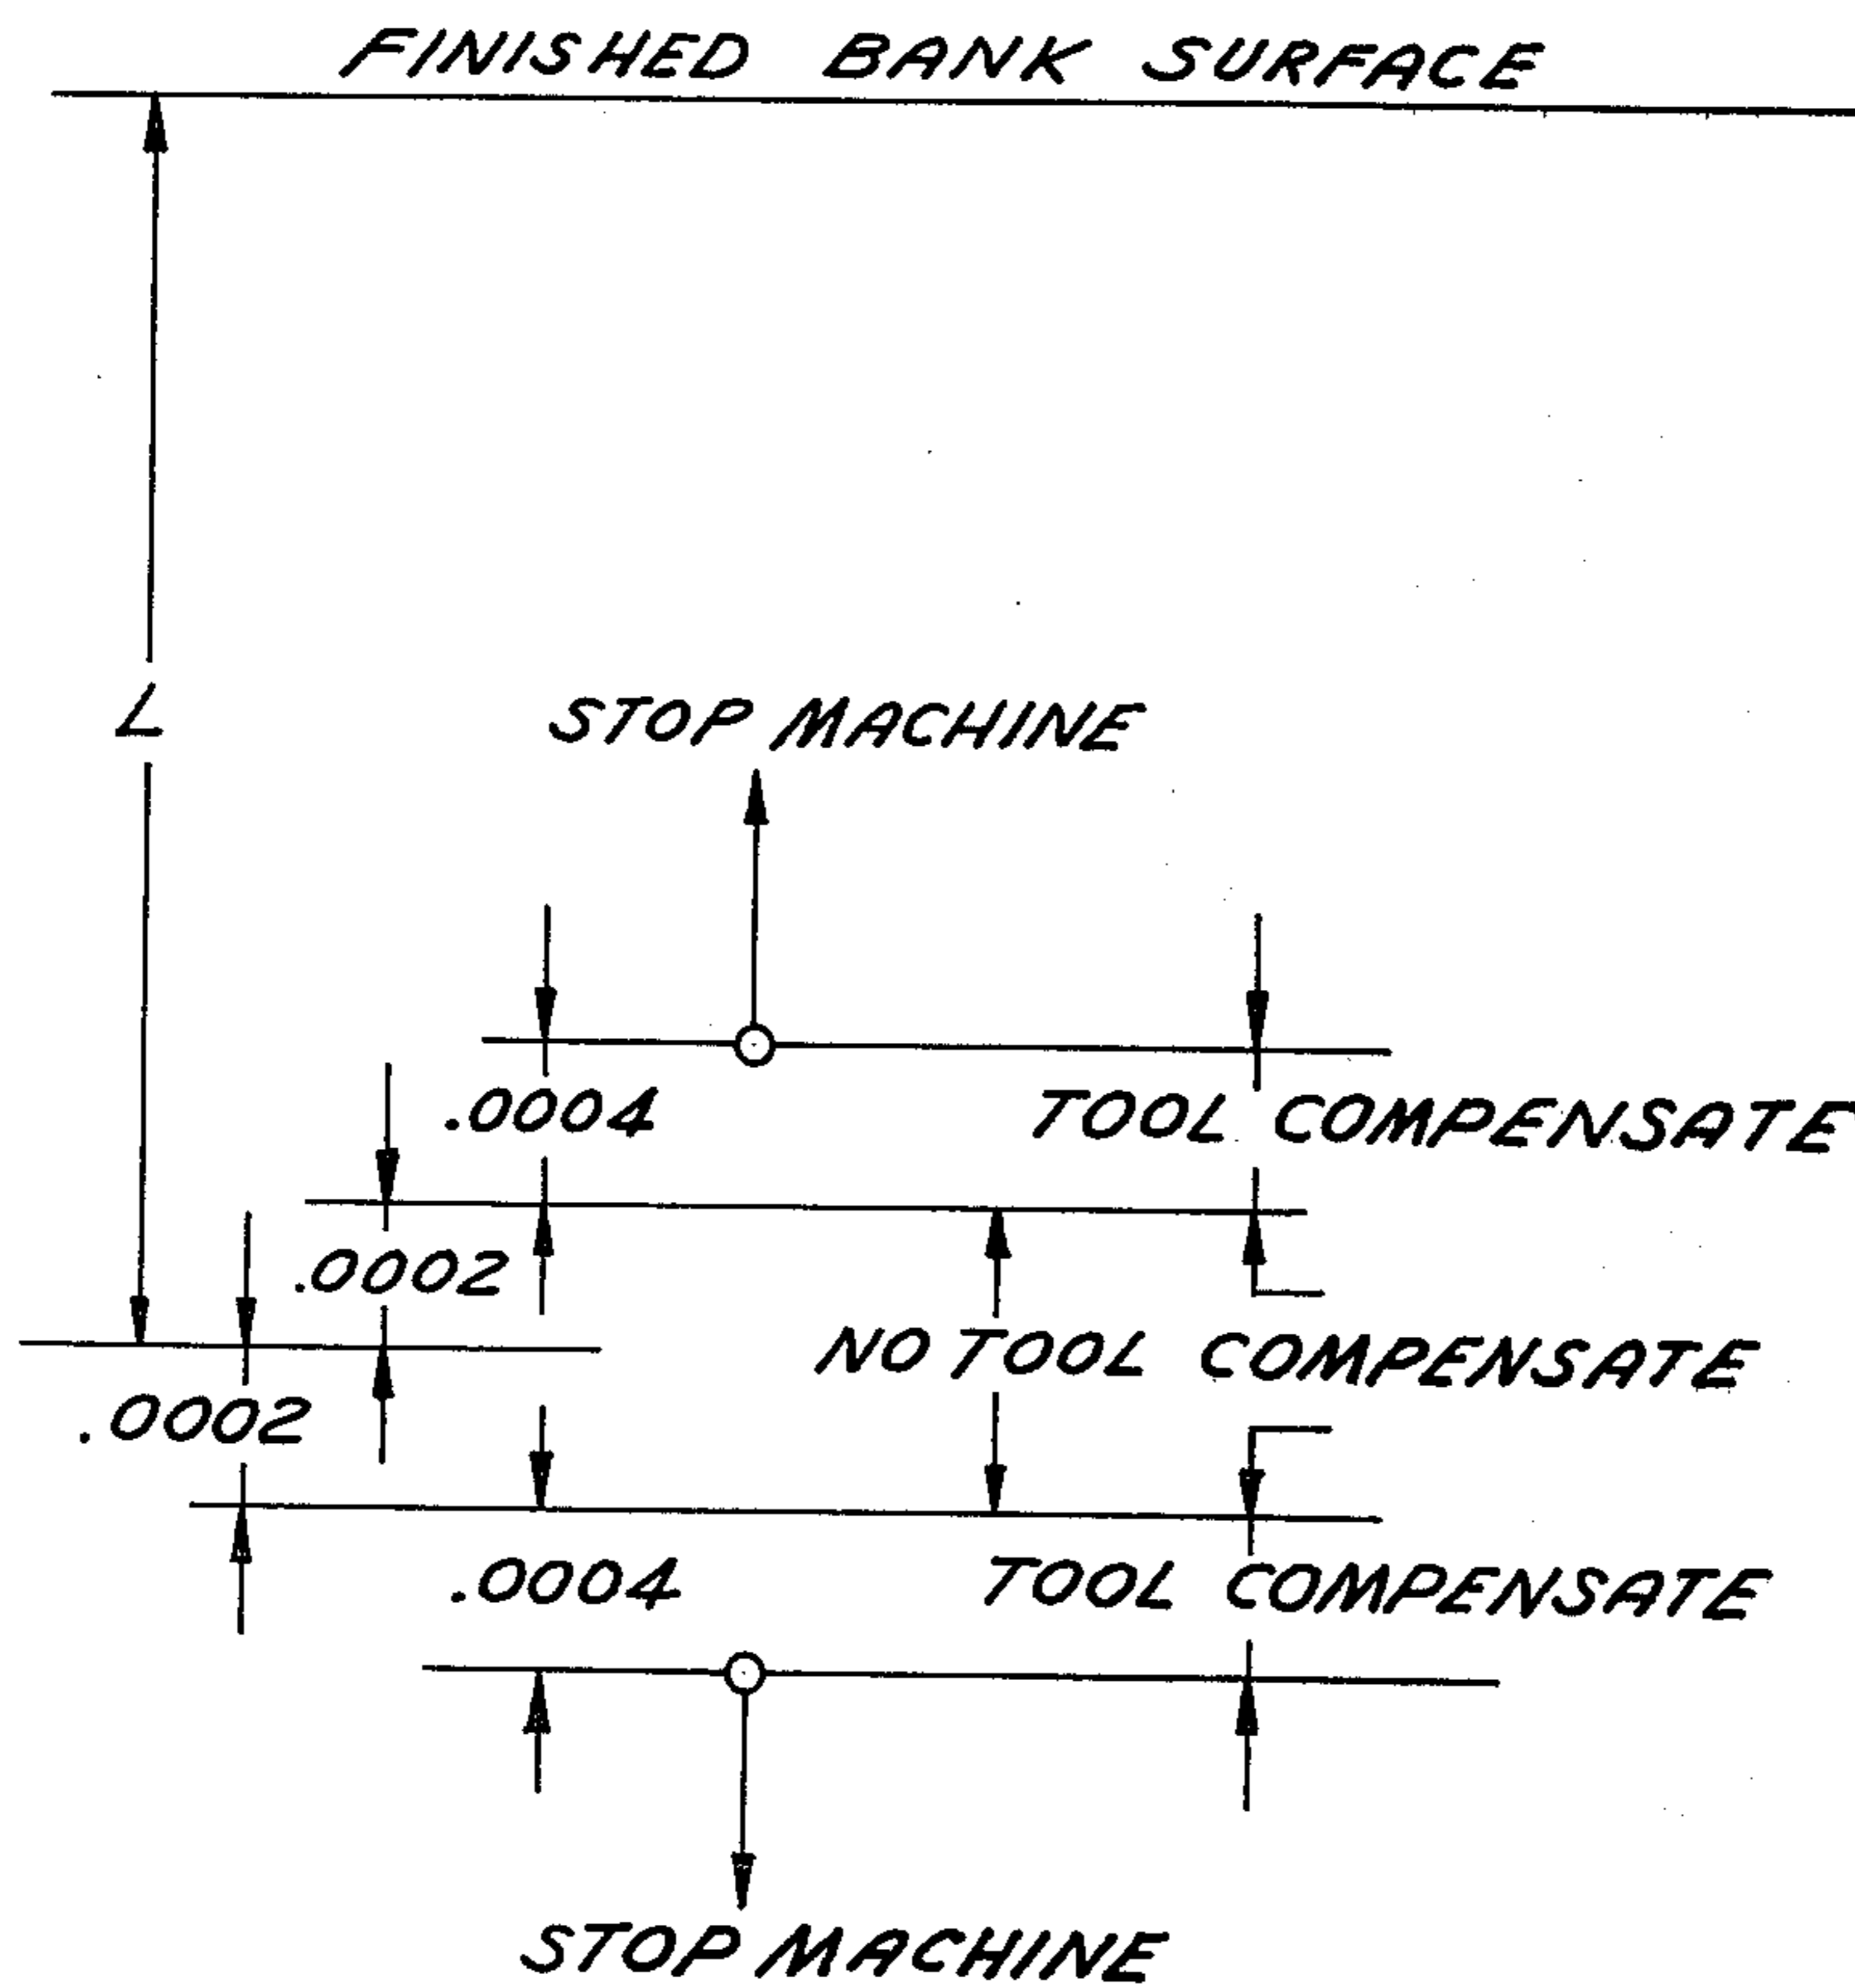 FINISHED BANK SURFACE
L
STOP MACHINE
.0004
TOOL COMPENSATE
.0002
NO TOOL COMPENSATE
.0002
.0004
TOOL COMPENSATE
STOP MACHINE